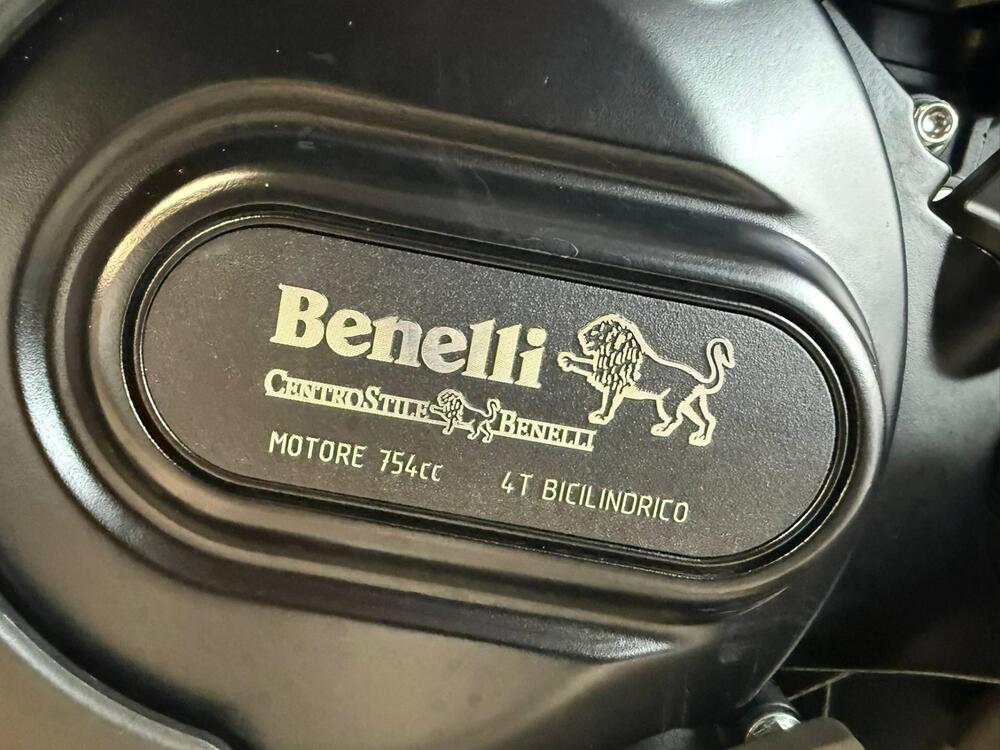 Benelli
CENTROSTILE BENELLI
MOTORE 754cc 4T BICILINDRICO